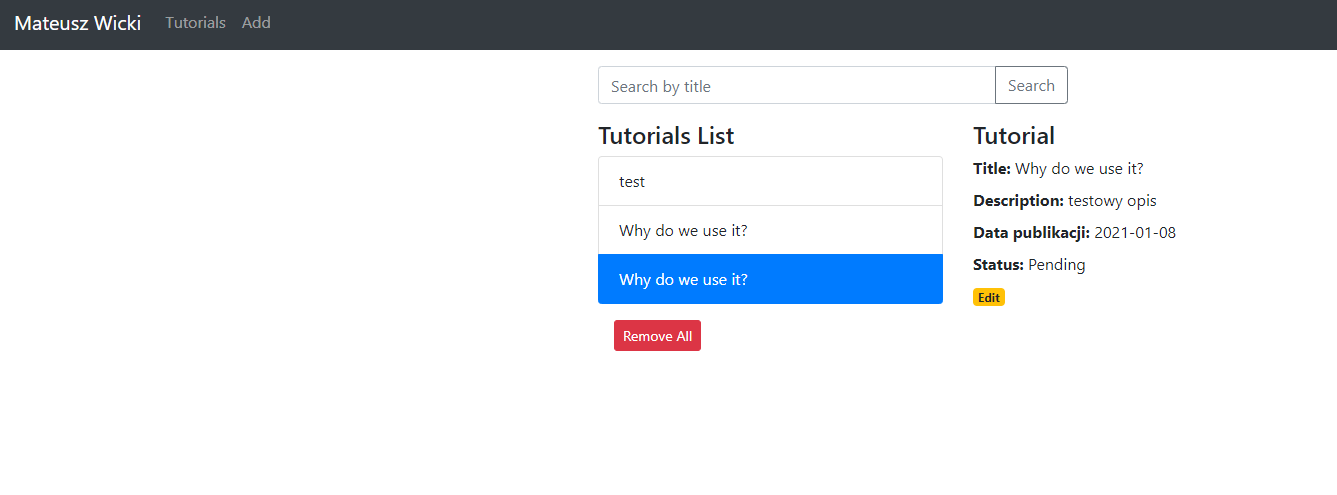 Mateusz Wicki Tutorials Add
Search by title Search
Tutorials List
test
Why do we use it?
Why do we use it?
Remove All
Tutorial
Title: Why do we use it?
Description: testowy opis
Data publikacji: 2021-01-08
Status: Pending
Edit